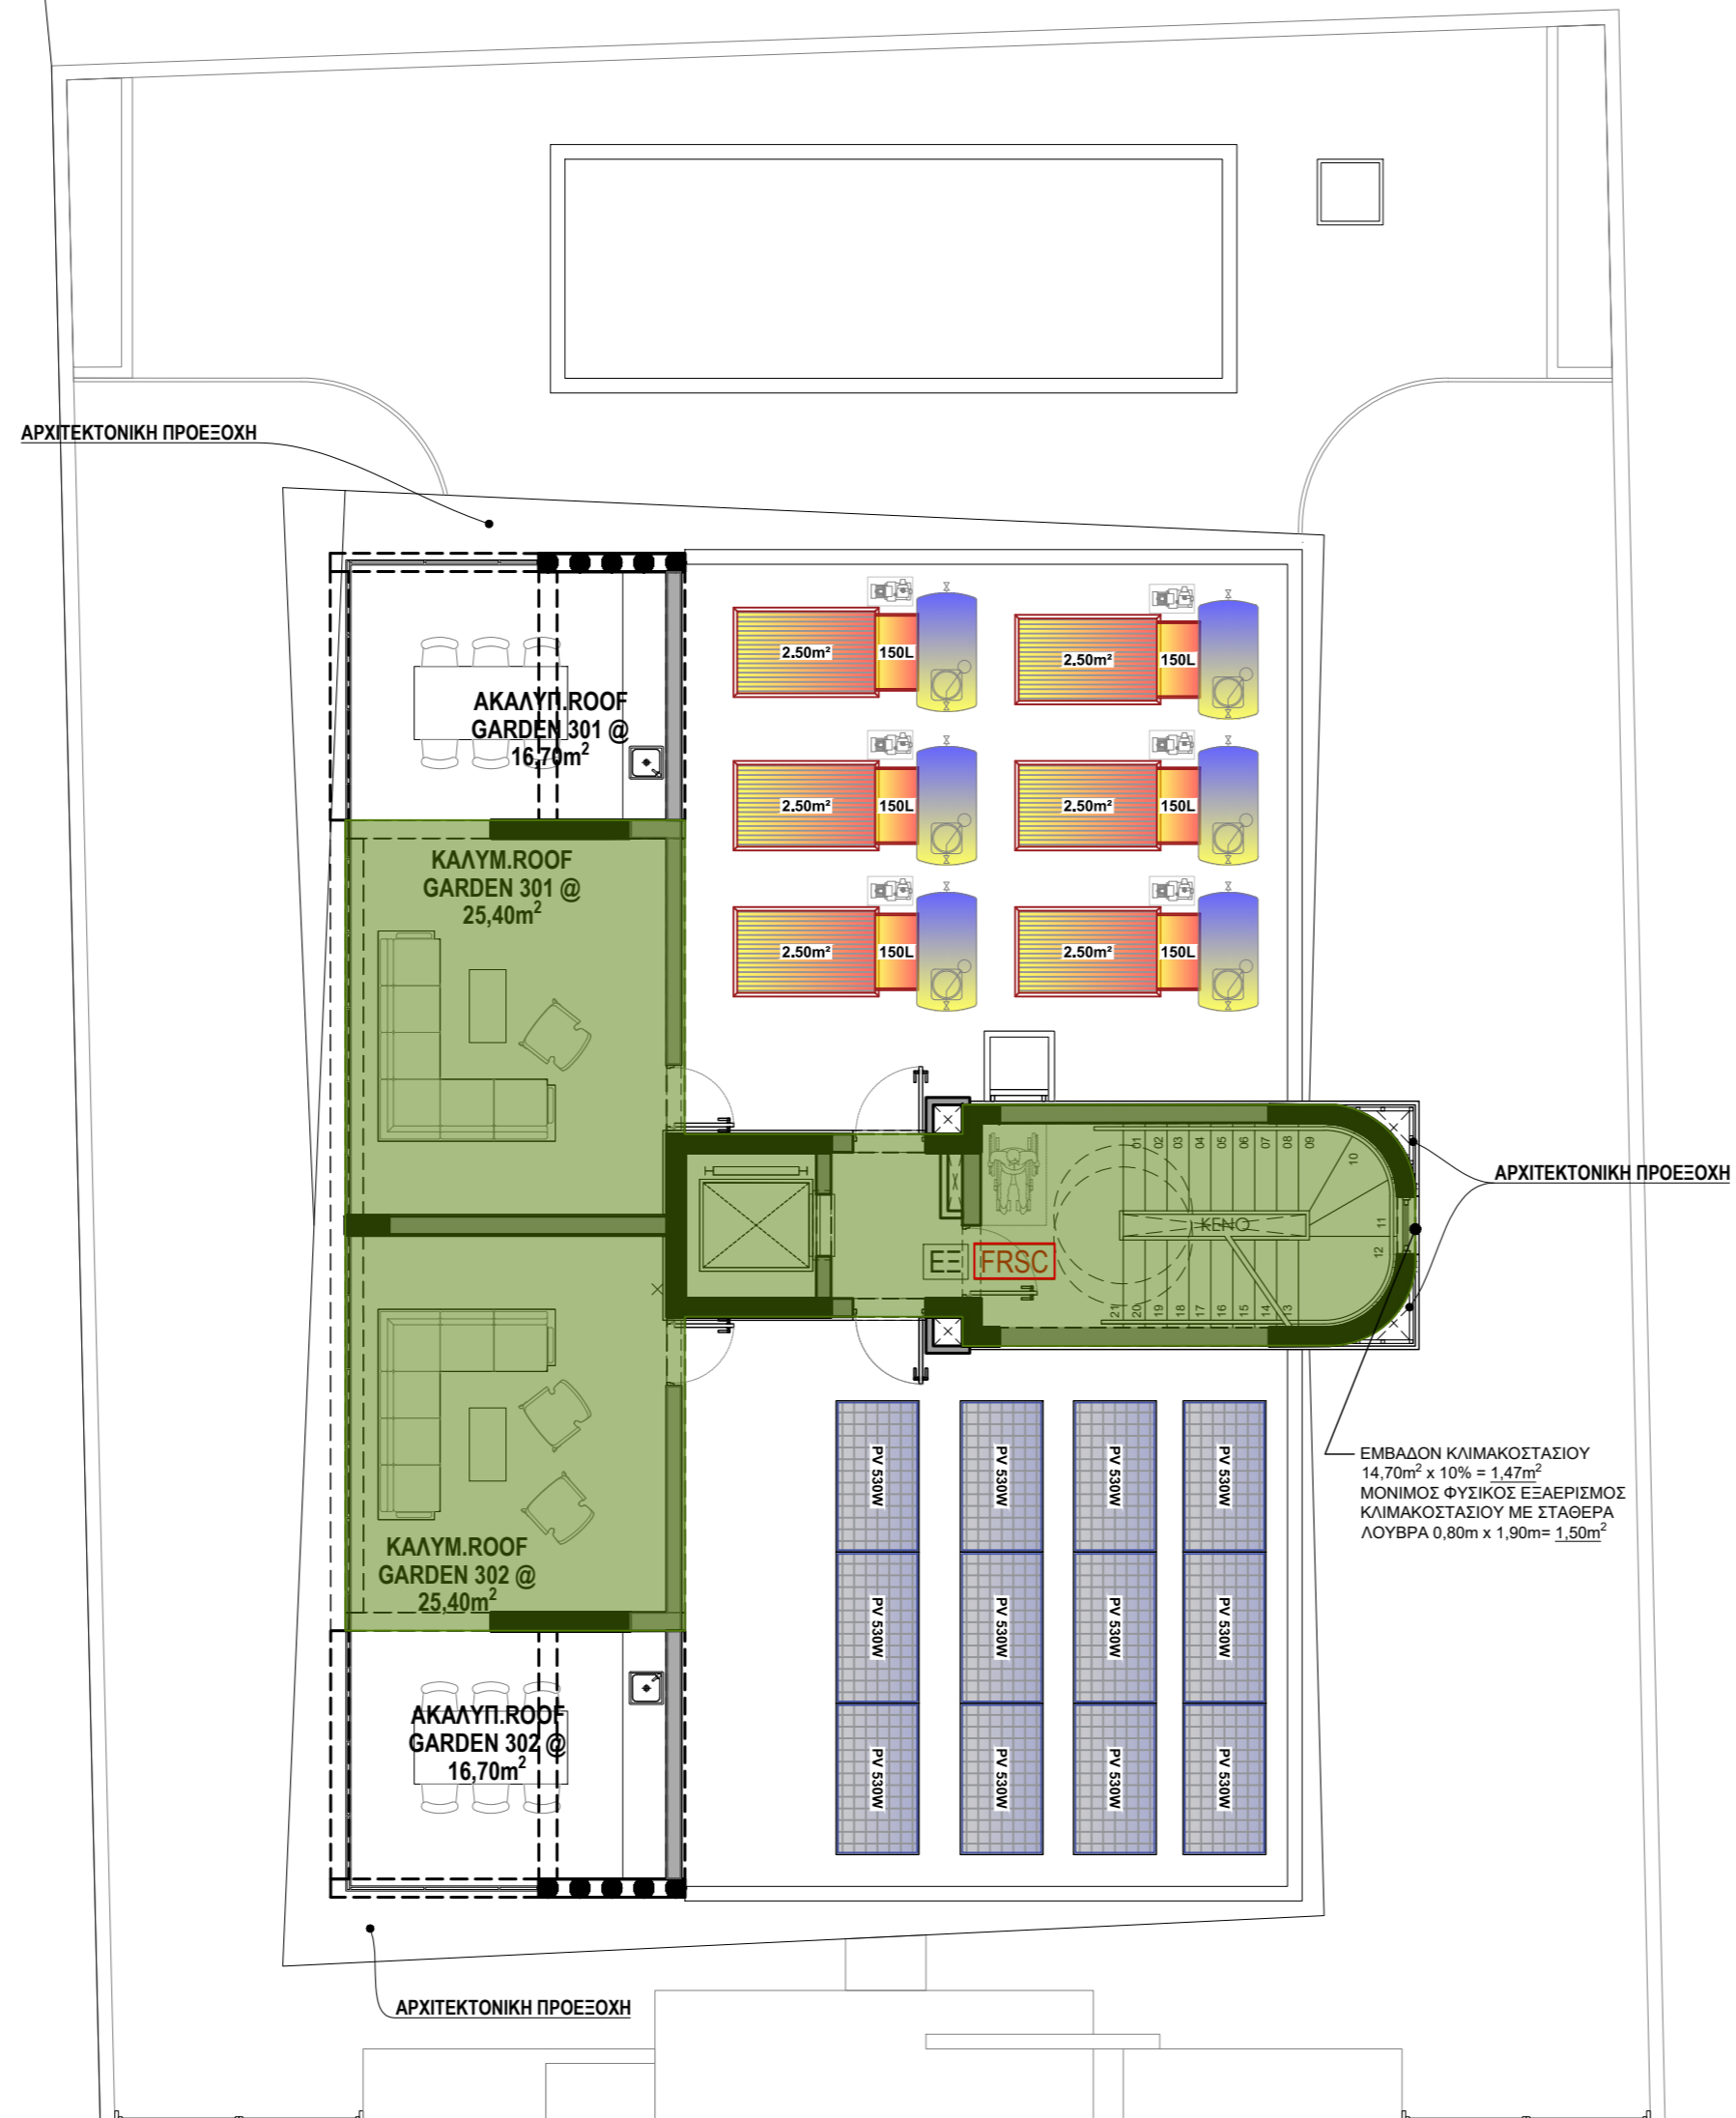 ΑΡΧΙΤΕΚΤΟΝΙΚΗ ΠΡΟΕΞΟΧΗ
ΑΚΑΛΥΠ.ROOF
GARDEN 301 @
16,70m²
2.50m² 150L
2.50m² 150L
2.50m² 150L
2.50m² 150L
2.50m² 150L
2.50m² 150L
ΚΑΛΥΜ.ROOF
GARDEN 301 @
25,40m²
01 02 03 04 05 06 07 08 09
10
11
12
ΚΕΝΟ
ΕΞ FRSC
21 20 19 18 17 16 15 14 13
ΑΡΧΙΤΕΚΤΟΝΙΚΗ ΠΡΟΕΞΟΧΗ
ΕΜΒΑΔΟΝ ΚΛΙΜΑΚΟΣΤΑΣΙΟΥ
14,70m² x 10% = 1,47m²
ΜΟΝΙΜΟΣ ΦΥΣΙΚΟΣ ΕΞΑΕΡΙΣΜΟΣ
ΚΛΙΜΑΚΟΣΤΑΣΙΟΥ ΜΕ ΣΤΑΘΕΡΑ
ΛΟΥΒΡΑ 0,80m x 1,90m= 1,50m²
ΚΑΛΥΜ.ROOF
GARDEN 302 @
25,40m²
PV 530W PV 530W PV 530W PV 530W
PV 530W PV 530W PV 530W PV 530W
PV 530W PV 530W PV 530W PV 530W
ΑΚΑΛΥΠ.ROOF
GARDEN 302 @
16,70m²
ΑΡΧΙΤΕΚΤΟΝΙΚΗ ΠΡΟΕΞΟΧΗ